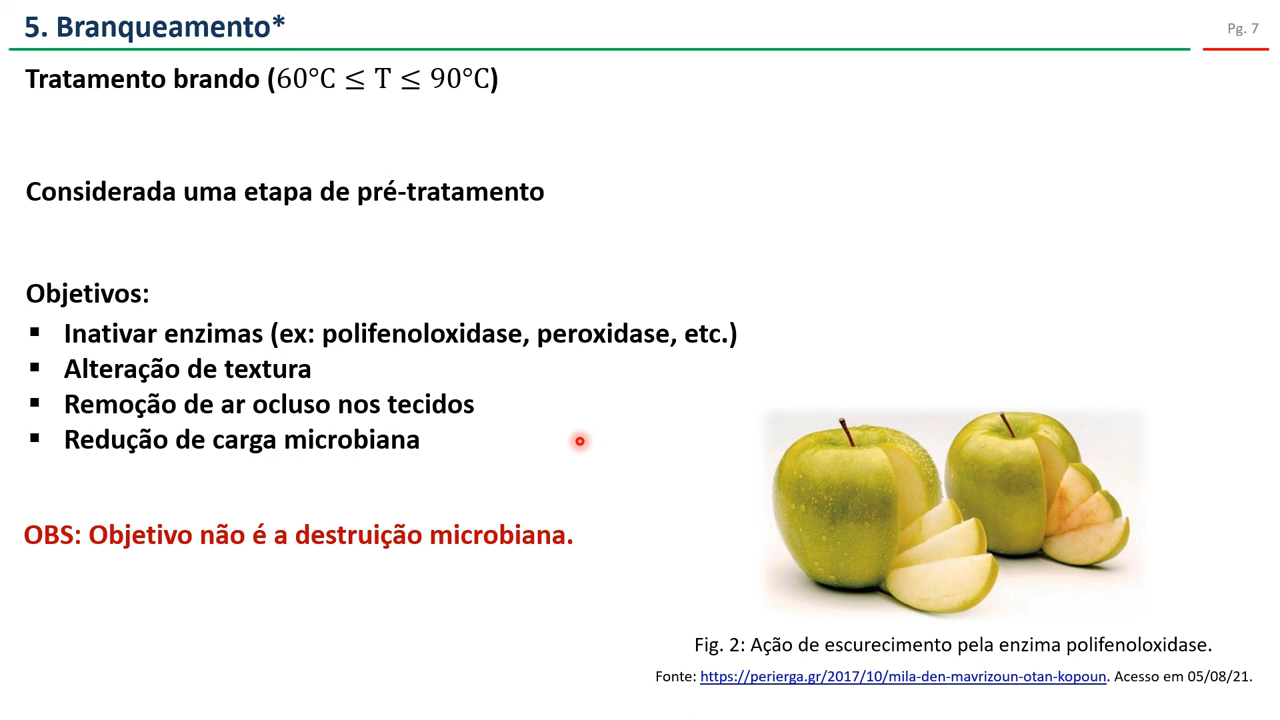 5. Branqueamento*
Pg. 7
Tratamento brando (60°C ≤ T ≤ 90°C)
Considerada uma etapa de pré-tratamento
Objetivos:
▪ Inativar enzimas (ex: polifenoloxidase, peroxidase, etc.)
▪ Alteração de textura
▪ Remoção de ar ocluso nos tecidos
▪ Redução de carga microbiana
OBS: Objetivo não é a destruição microbiana.
Fig. 2: Ação de escurecimento pela enzima polifenoloxidase.
Fonte: https://perierga.gr/2017/10/mila-den-mavrizoun-otan-kopoun. Acesso em 05/08/21.